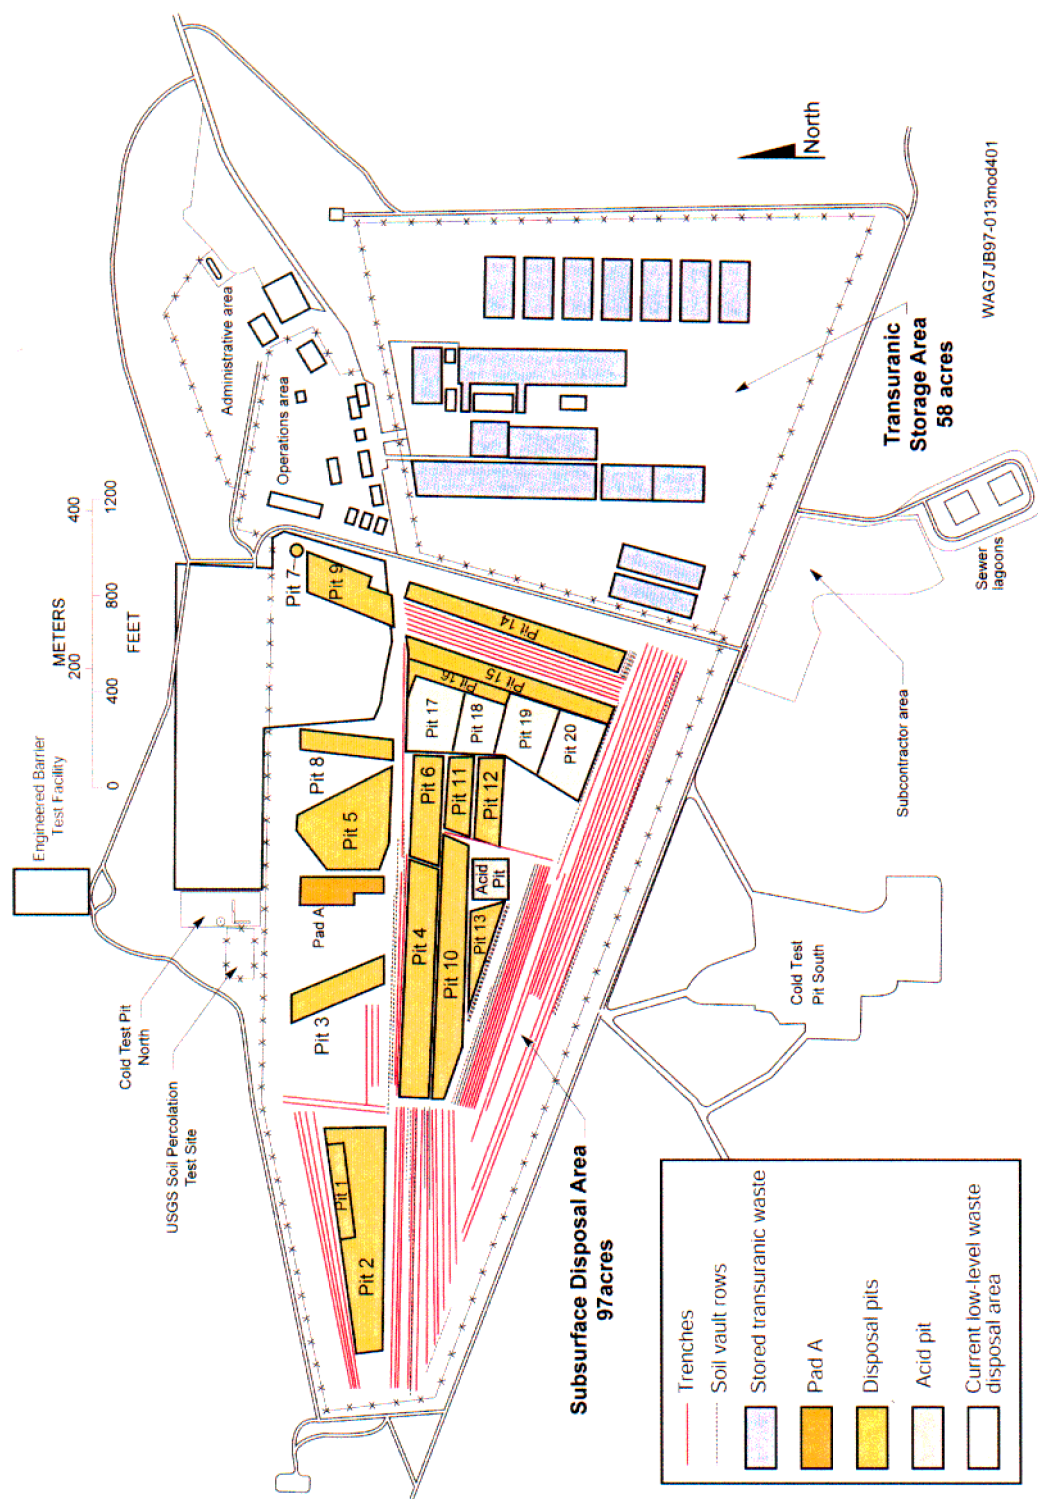 Engineered Barrier
Test Facility
METERS
0
200
400
FEET
0
400
800
1200
Cold Test Pit
North
USGS Soil Percolation
Test Site
Administrative area
Operations area
Pit 1
Pit 2
Pit 3
Pad A
Pit 5
Pit 8
Pit 7
Pit 9
Pit 4
Pit 10
Pit 6
Pit 11
Pit 12
Acid
Pit
Pit 13
Pit 17
Pit 18
Pit 19
Pit 20
Pit 16
Pit 15
Pit 14
Subsurface Disposal Area
97acres
Transuranic
Storage Area
58 acres
North
Cold Test
Pit South
Subcontractor area
Sewer
lagoons
Trenches
Soil vault rows
Stored transuranic waste
Pad A
Disposal pits
Acid pit
Current low-level waste
disposal area
WAG7JB97-013mod401